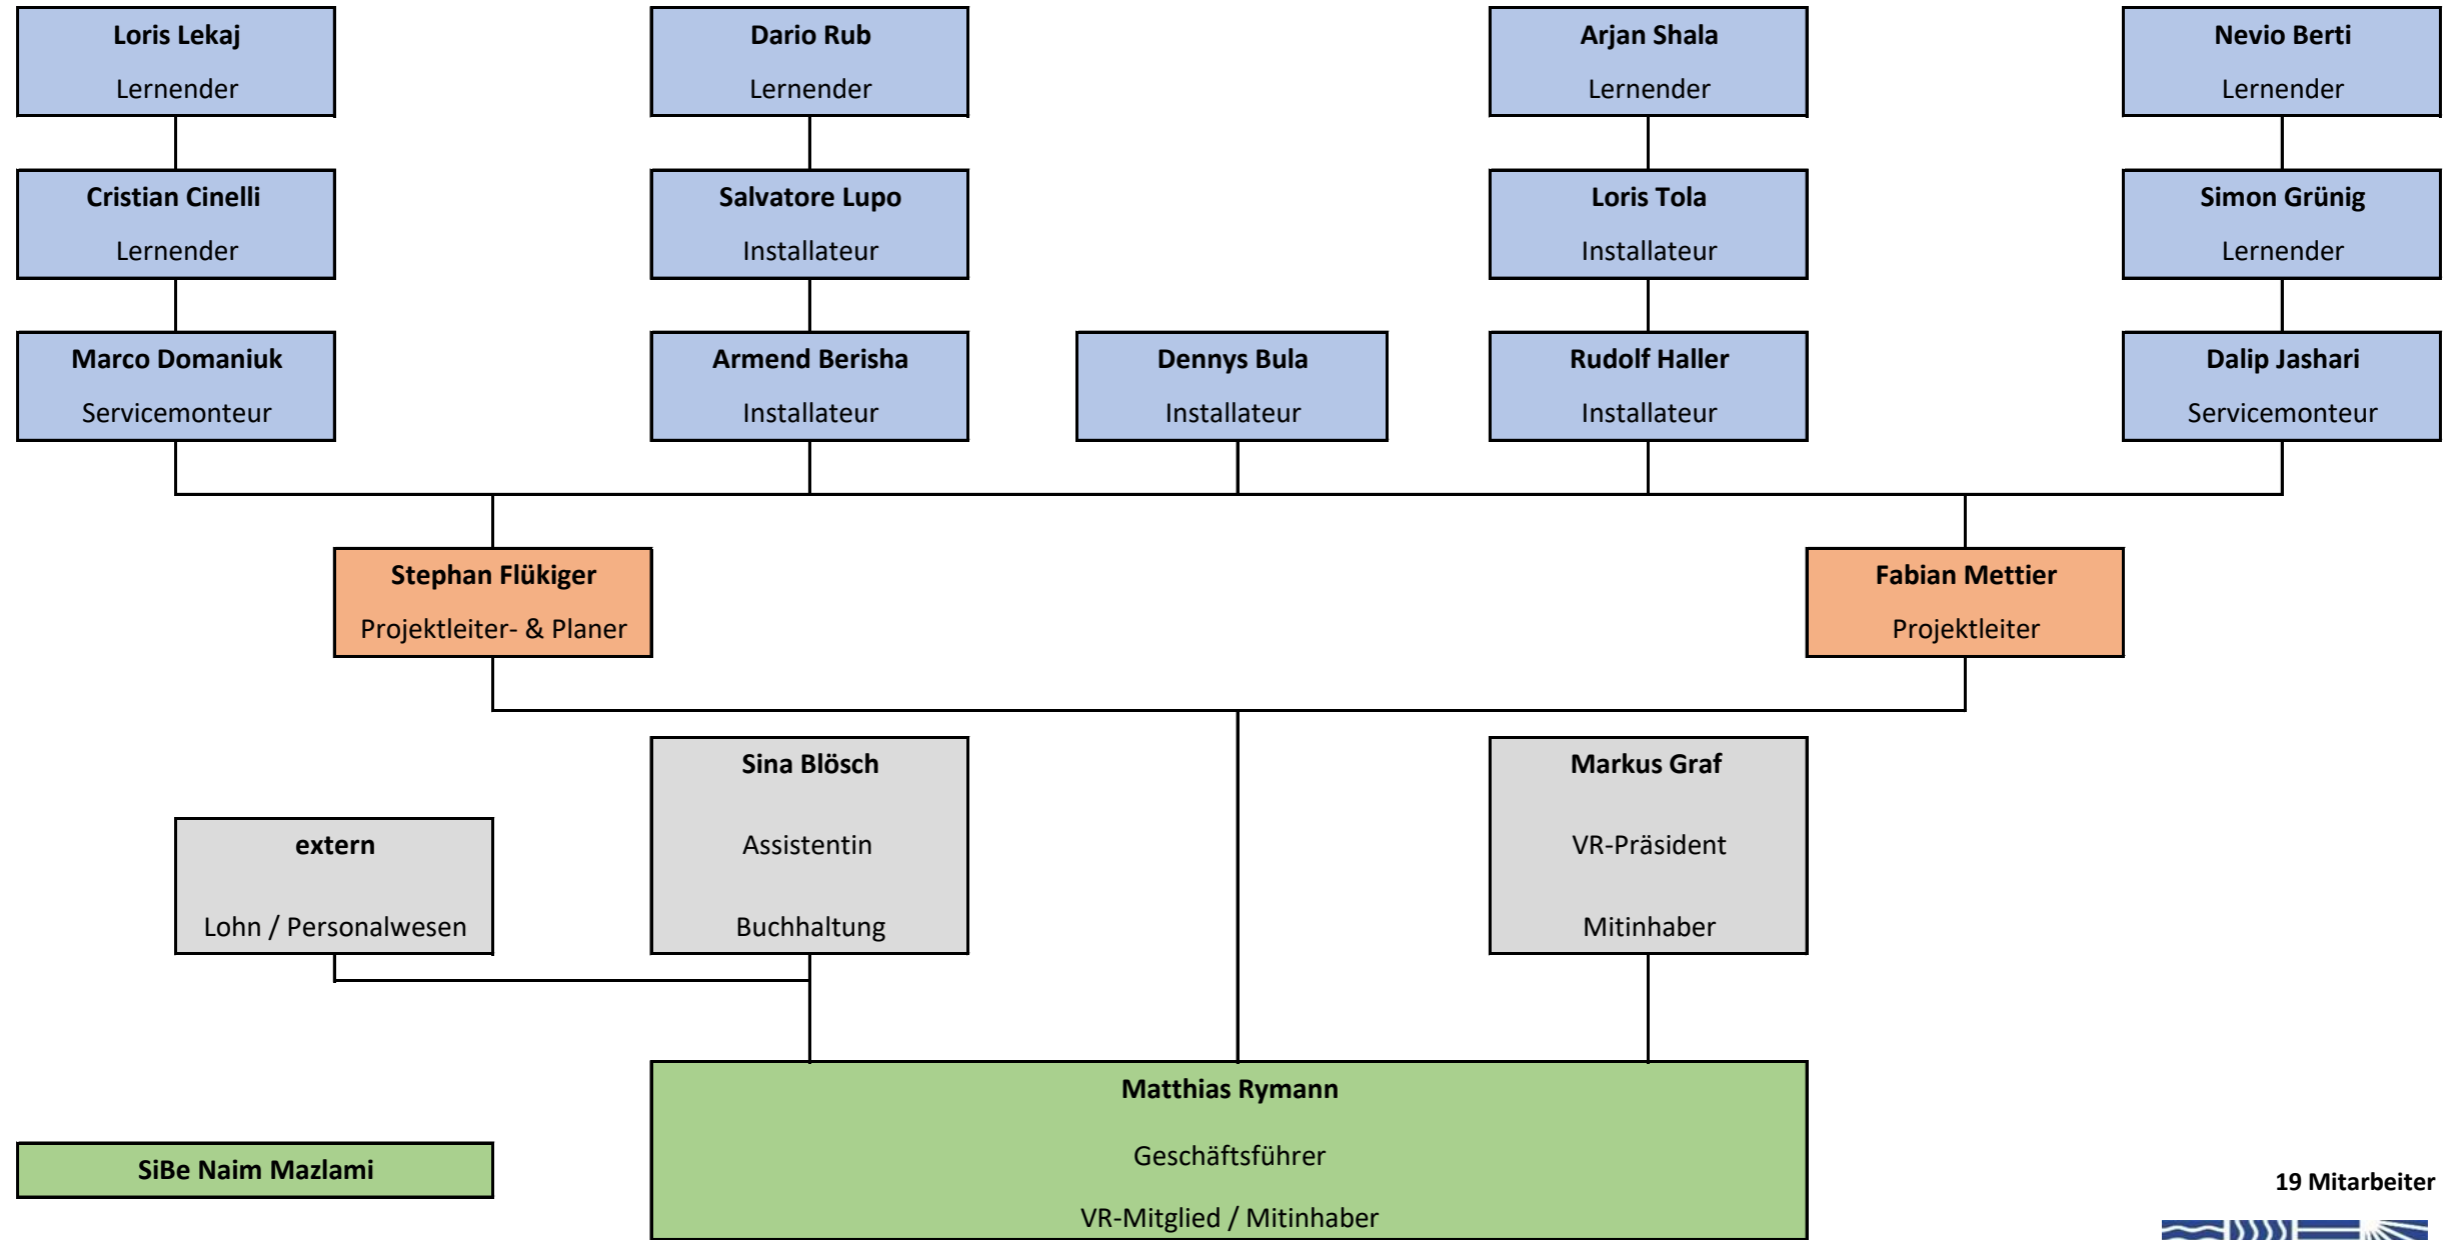 Loris Lekaj
Lernender
Dario Rub
Lernender
Arjan Shala
Lernender
Nevio Berti
Lernender
Cristian Cinelli
Lernender
Salvatore Lupo
Installateur
Loris Tola
Installateur
Simon Grünig
Lernender
Marco Domaniuk
Servicemonteur
Armend Berisha
Installateur
Dennys Bula
Installateur
Rudolf Haller
Installateur
Dalip Jashari
Servicemonteur
Stephan Flükiger
Projektleiter- & Planer
Fabian Mettier
Projektleiter
extern
Lohn / Personalwesen
Sina Blösch
Assistentin
Buchhaltung
Markus Graf
VR-Präsident
Mitinhaber
SiBe Naim Mazlami
Matthias Rymann
Geschäftsführer
VR-Mitglied / Mitinhaber
19 Mitarbeiter